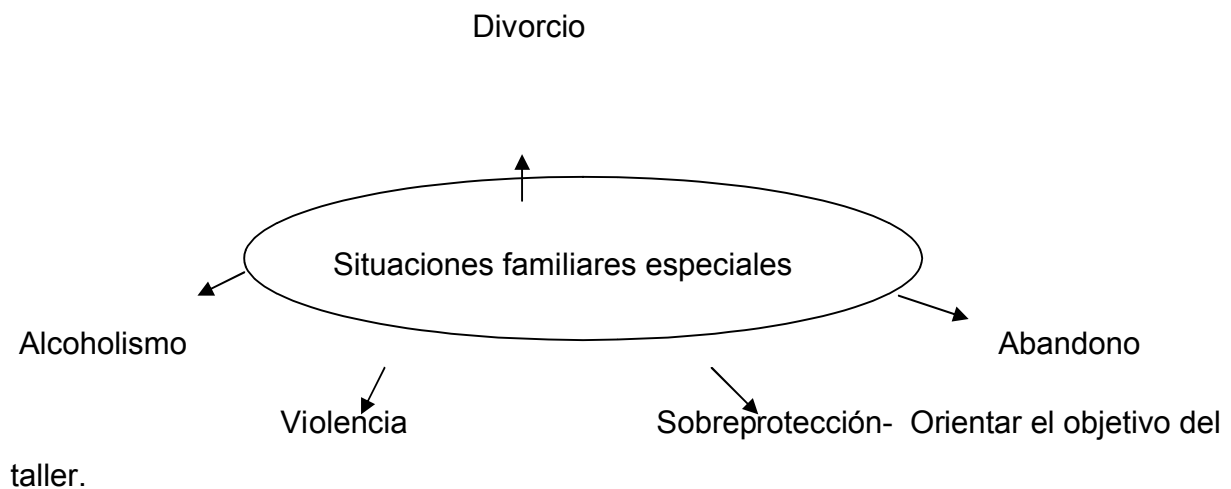 Divorcio
Situaciones familiares especiales
Alcoholismo Abandono
Violencia Sobreprotección- Orientar el objetivo del
taller.